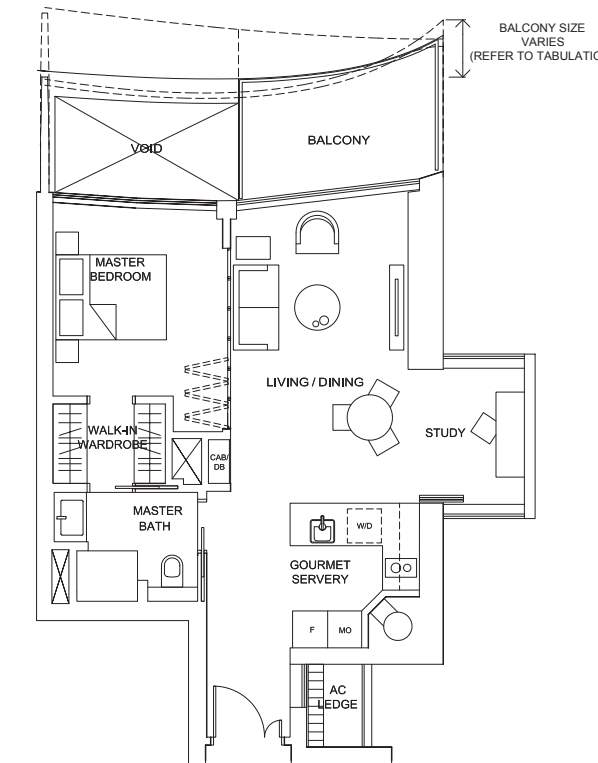 BALCONY SIZE
VARIES
(REFER TO TABULATIO
VOID
BALCONY
MASTER
BEDROOM
LIVING / DINING
WALK-IN
WARDROBE
STUDY
CAB/
DB
MASTER
BATH
W/D
GOURMET
SERVERY
F
MO
AC
LEDGE